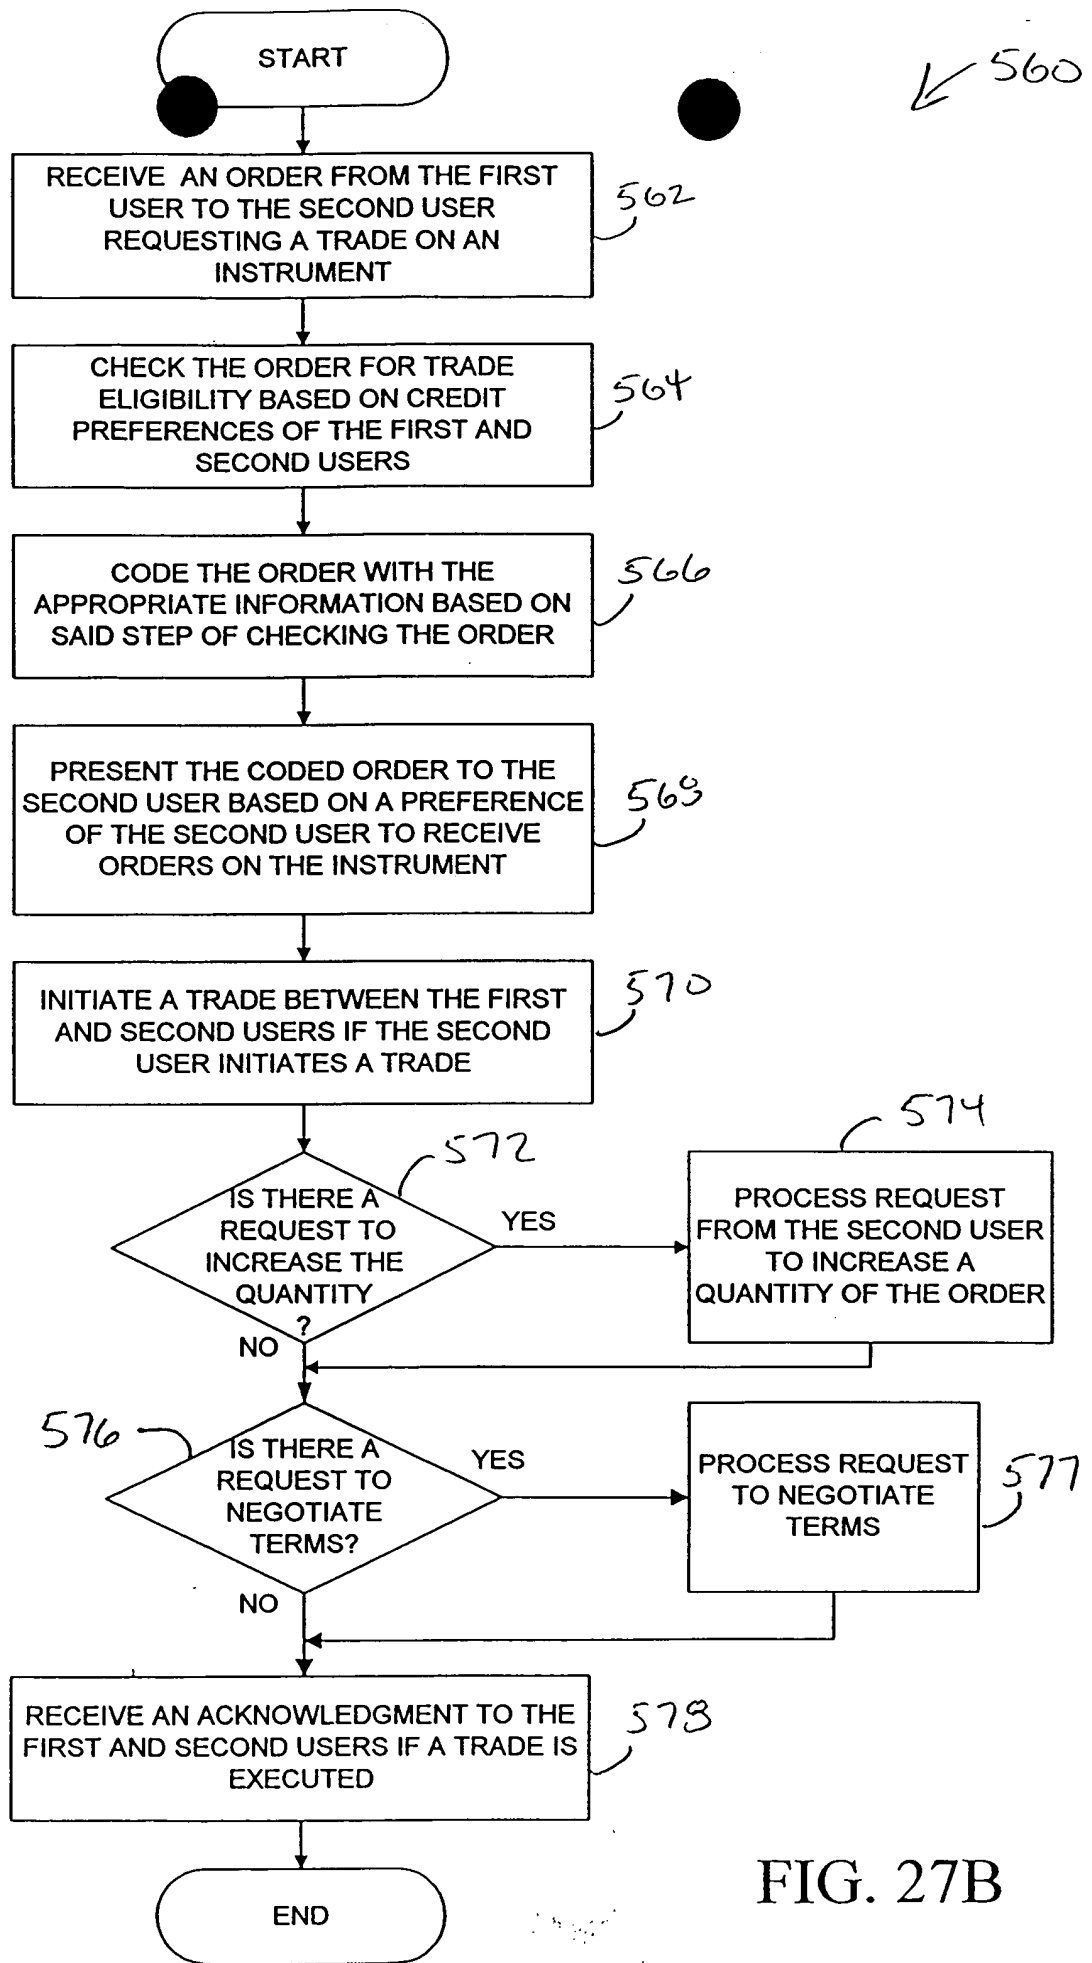 START
560
RECEIVE AN ORDER FROM THE FIRST
USER TO THE SECOND USER
REQUESTING A TRADE ON AN
INSTRUMENT
562
CHECK THE ORDER FOR TRADE
ELIGIBILITY BASED ON CREDIT
PREFERENCES OF THE FIRST AND
SECOND USERS
564
CODE THE ORDER WITH THE
APPROPRIATE INFORMATION BASED ON
SAID STEP OF CHECKING THE ORDER
566
PRESENT THE CODED ORDER TO THE
SECOND USER BASED ON A PREFERENCE
OF THE SECOND USER TO RECEIVE
ORDERS ON THE INSTRUMENT
568
INITIATE A TRADE BETWEEN THE FIRST
AND SECOND USERS IF THE SECOND
USER INITIATES A TRADE
570
IS THERE A
REQUEST TO
INCREASE THE
QUANTITY
?
572
YES
NO
574
PROCESS REQUEST
FROM THE SECOND USER
TO INCREASE A
QUANTITY OF THE ORDER
576
IS THERE A
REQUEST TO
NEGOTIATE
TERMS?
YES
NO
PROCESS REQUEST
TO NEGOTIATE
TERMS
577
RECEIVE AN ACKNOWLEDGMENT TO THE
FIRST AND SECOND USERS IF A TRADE IS
EXECUTED
578
END
FIG. 27B